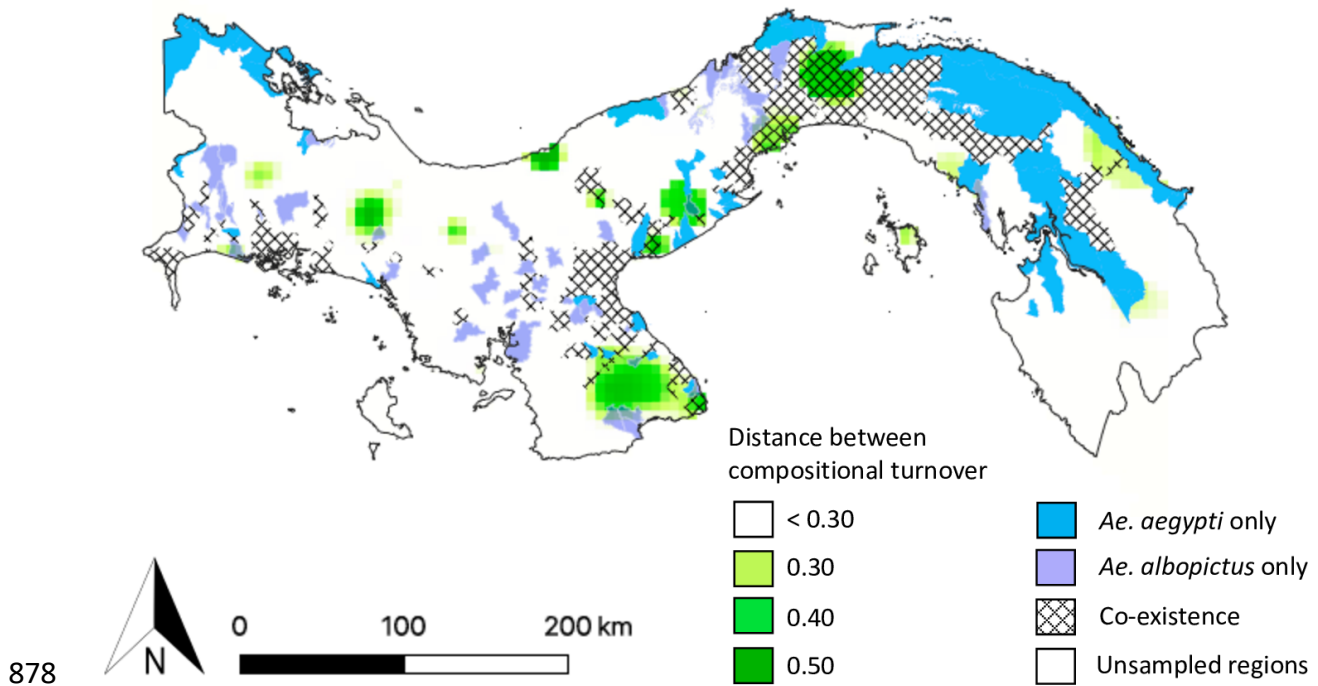 Distance between
compositional turnover
< 0.30
0.30
0.40
0.50
Ae. aegypti only
Ae. albopictus only
Co-existence
Unsampled regions
N
0 100 200 km
878